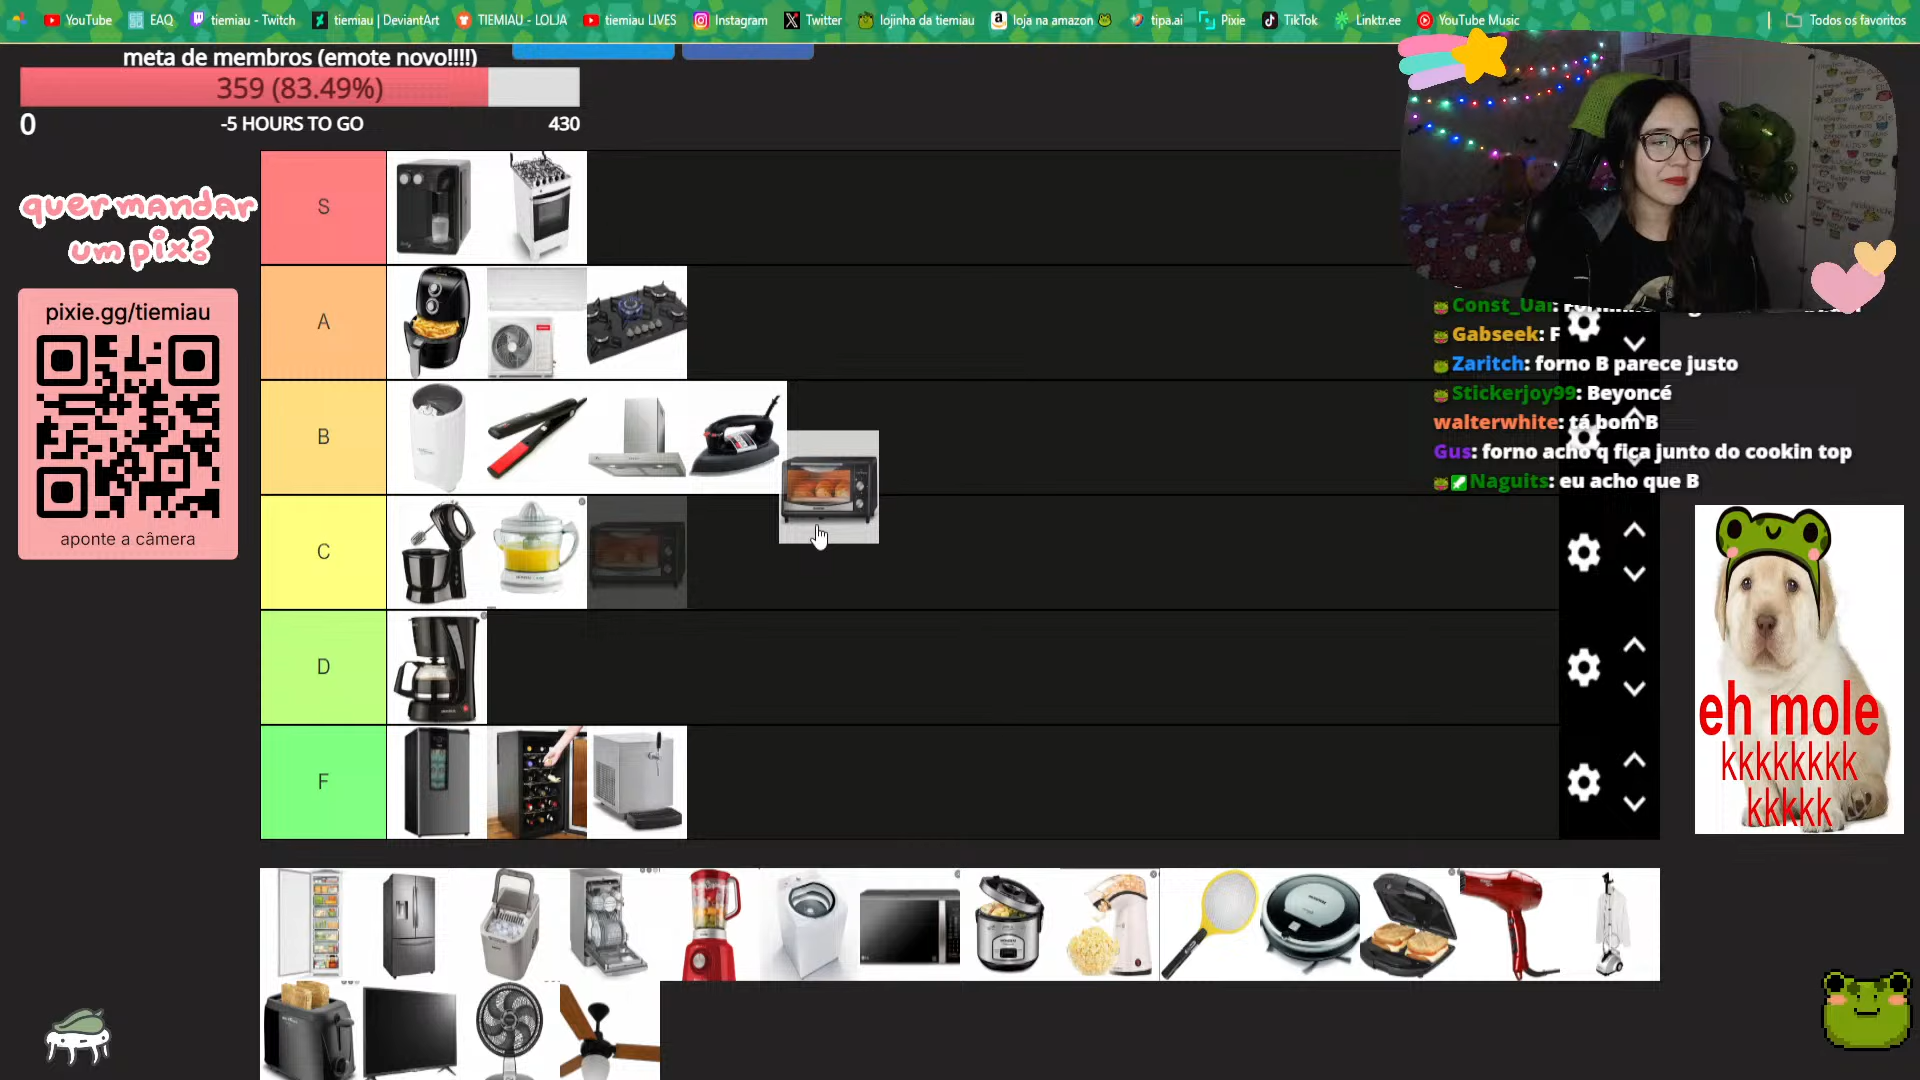 YouTube
EAQ
tiemiau - Twitch
tiemiau | DeviantArt
TIEMIAU - LOLJA
tiemiau LIVES
Instagram
Twitter
lojinha da tiemiau
loja na amazon
tipa.ai
Pixie
TikTok
Linktr.ee
YouTube Music
Todos os favoritos
meta de membros (emote novo!!!!)
359 (83.49%)
0
-5 HOURS TO GO
430
quer mandar
um pix?
pixie.gg/tiemiau
aponte a câmera
S
A
B
C
D
F
Gabseek: F
Zaritch: forno B parece justo
Stickerjoy99: Beyoncé
walterwhite: tá bom B
Gus: forno acho q fica junto do cookin top
Naguits: eu acho que B
eh mole
kkkkkkkk
kkkkk